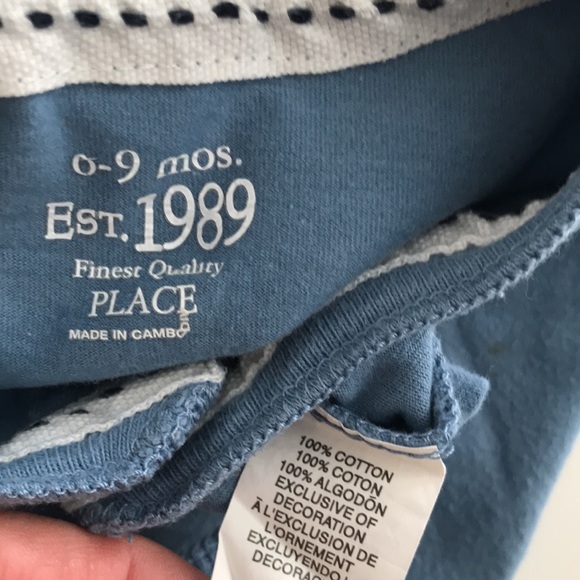 6-9 mos.
EST. 1989
Finest Quality
PLACE
MADE IN CAMBO
100% COTTON
100% COTON
100% ALGODÓN
EXCLUSIVE OF
DECORATION
À L'EXCLUSION DE
L'ORNEMENT
EXCLUYENDO
DECORAC